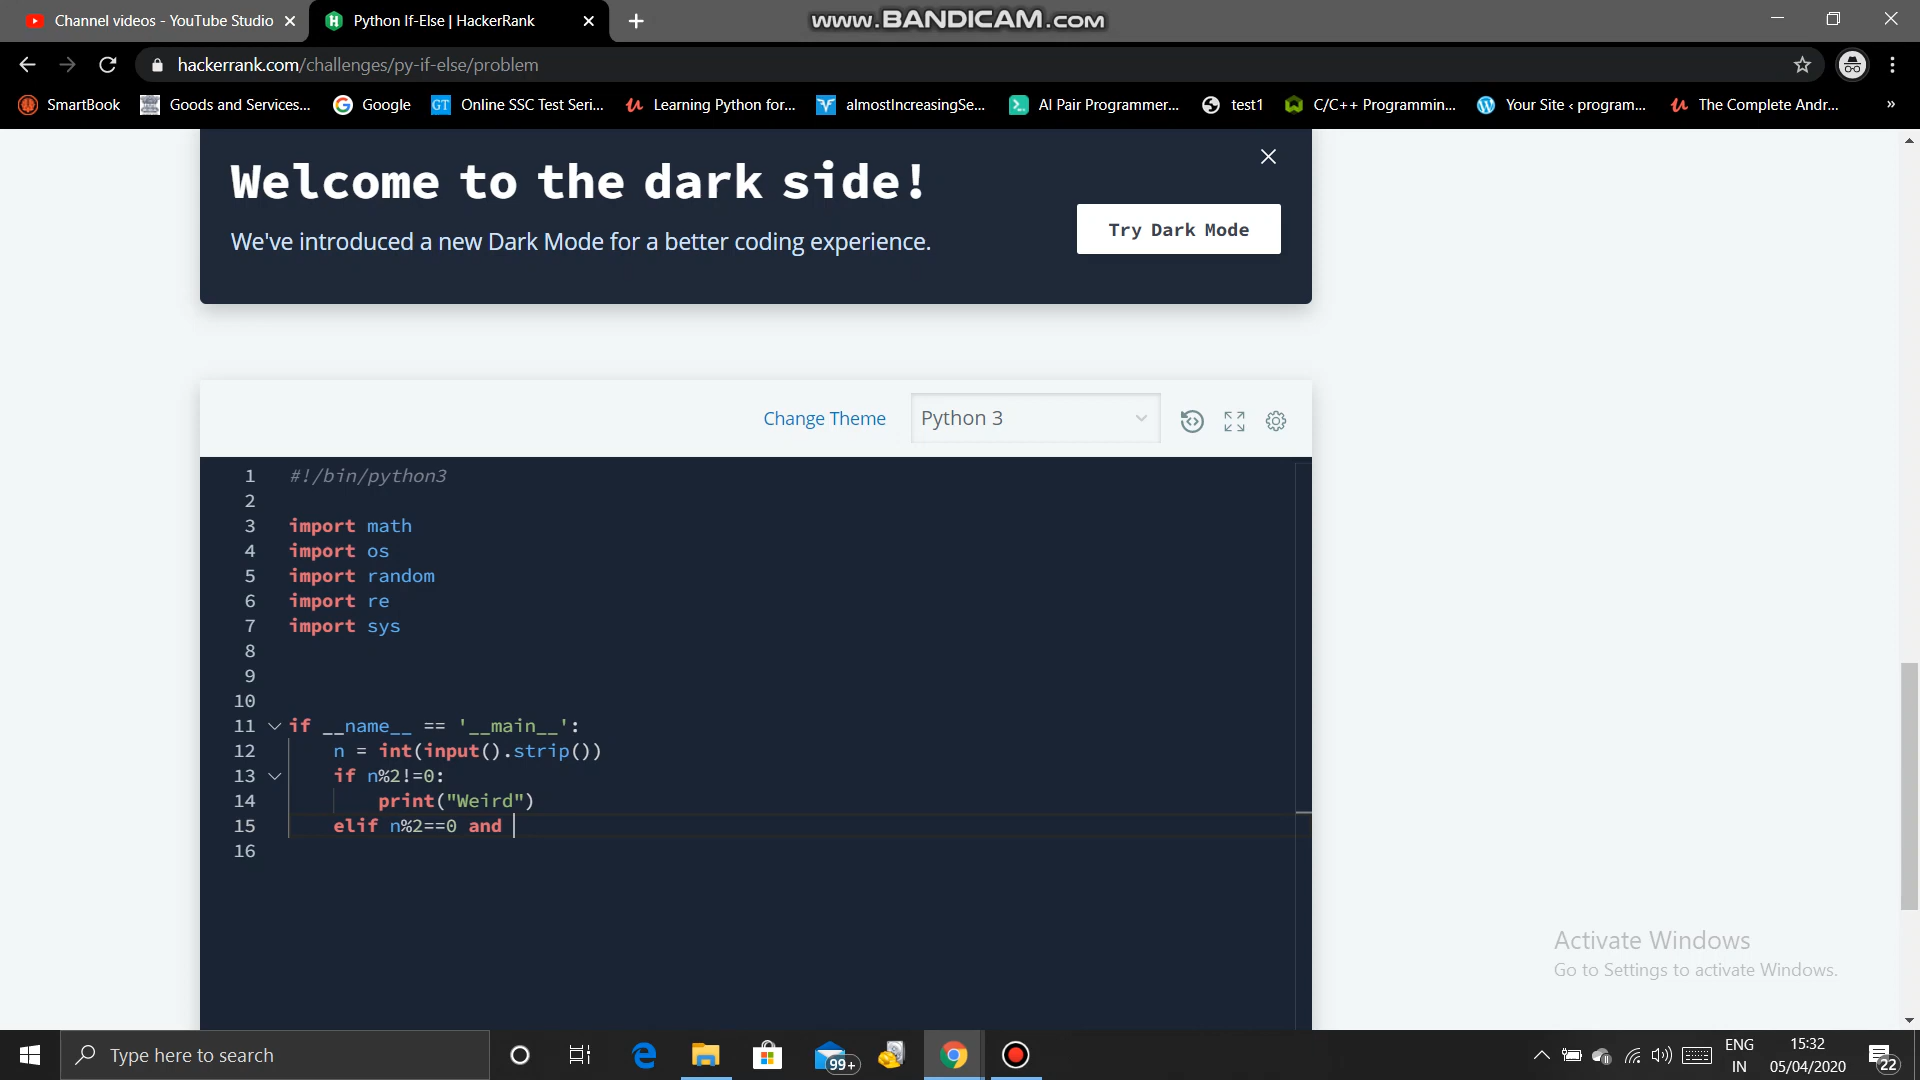 Channel videos - YouTube Studio
Python If-Else | HackerRank
www.BANDICAM.com
hackerrank.com/challenges/py-if-else/problem
SmartBook
Goods and Services...
Google
GT
Online SSC Test Seri...
Learning Python for...
almostIncreasingSe...
AI Pair Programmer...
test1
C/C++ Programmin...
Your Site ‹ program...
The Complete Andr...
»
Welcome to the dark side!
We've introduced a new Dark Mode for a better coding experience.
Try Dark Mode
Change Theme
Python 3
1 #!/bin/python3
2
3 import math
4 import os
5 import random
6 import re
7 import sys
8
9
10
11 if __name__ == '__main__':
12 n = int(input().strip())
13 if n%2!=0:
14 print("Weird")
15 elif n%2==0 and
16
Activate Windows
Go to Settings to activate Windows.
Type here to search
99+
ENG
IN
15:32
05/04/2020
22